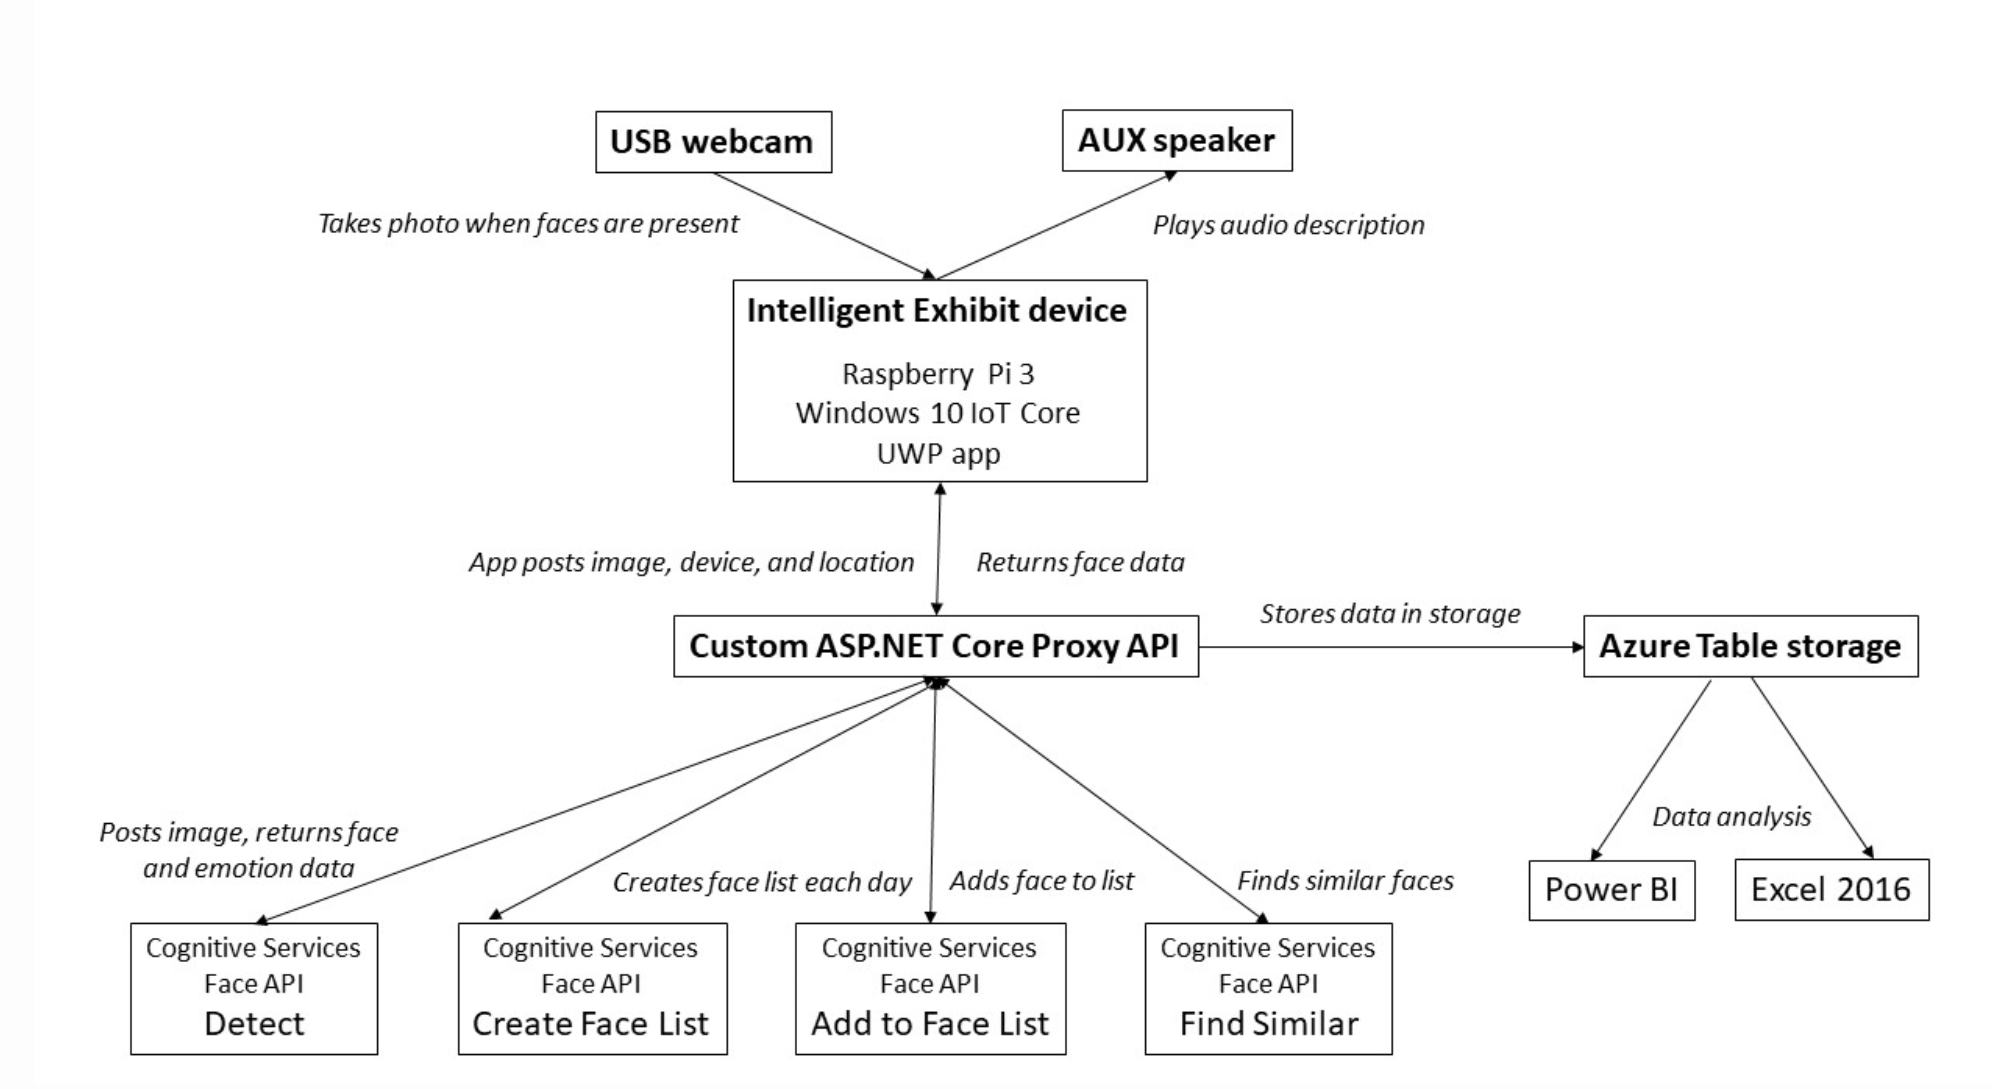 USB webcam
AUX speaker
Takes photo when faces are present
Plays audio description
Intelligent Exhibit device
Raspberry Pi 3
Windows 10 IoT Core
UWP app
App posts image, device, and location
Returns face data
Stores data in storage
Custom ASP.NET Core Proxy API
Azure Table storage
Posts image, returns face
and emotion data
Creates face list each day
Adds face to list
Finds similar faces
Data analysis
Power BI
Excel 2016
Cognitive Services
Face API
Detect
Cognitive Services
Face API
Create Face List
Cognitive Services
Face API
Add to Face List
Cognitive Services
Face API
Find Similar